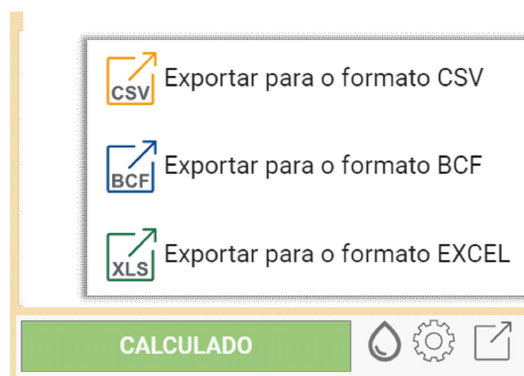 CSV Exportar para o formato CSV
BCF Exportar para o formato BCF
XLS Exportar para o formato EXCEL
CALCULADO